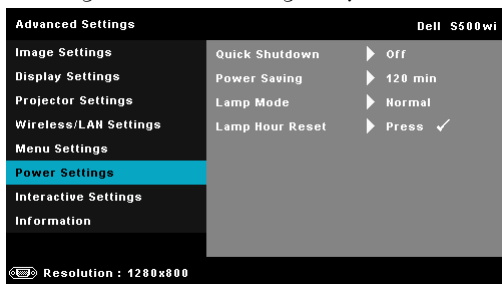 Advanced Settings Dell S500wi
Image Settings
Display Settings
Projector Settings
Wireless/LAN Settings
Menu Settings
Power Settings
Interactive Settings
Information
Quick Shutdown Off
Power Saving 120 min
Lamp Mode Normal
Lamp Hour Reset Press ✓
Resolution : 1280x800